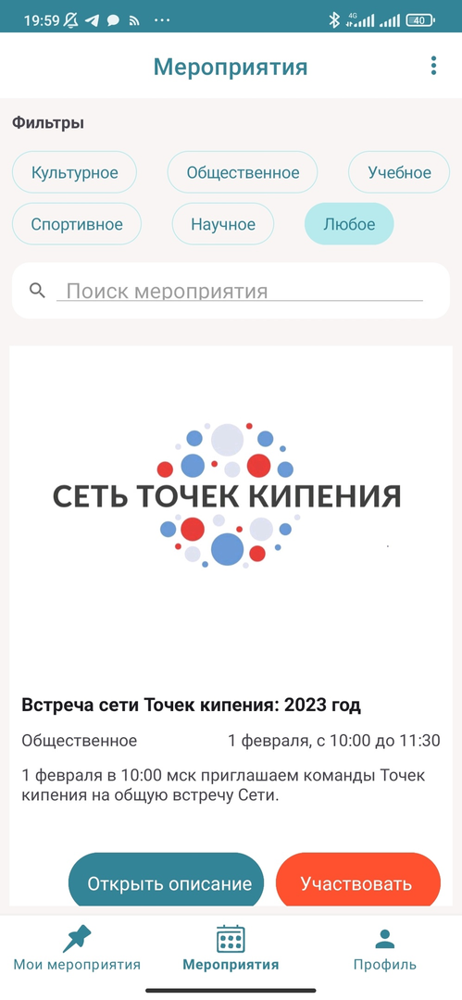 19:59
4G
40
Мероприятия
Фильтры
Культурное Общественное Учебное
Спортивное Научное Любое
Поиск мероприятия
СЕТЬ ТОЧЕК КИПЕНИЯ
Встреча сети Точек кипения: 2023 год
Общественное 1 февраля, с 10:00 до 11:30
1 февраля в 10:00 мск приглашаем команды Точек
кипения на общую встречу Сети.
Открыть описание Участвовать
Мои мероприятия Мероприятия Профиль